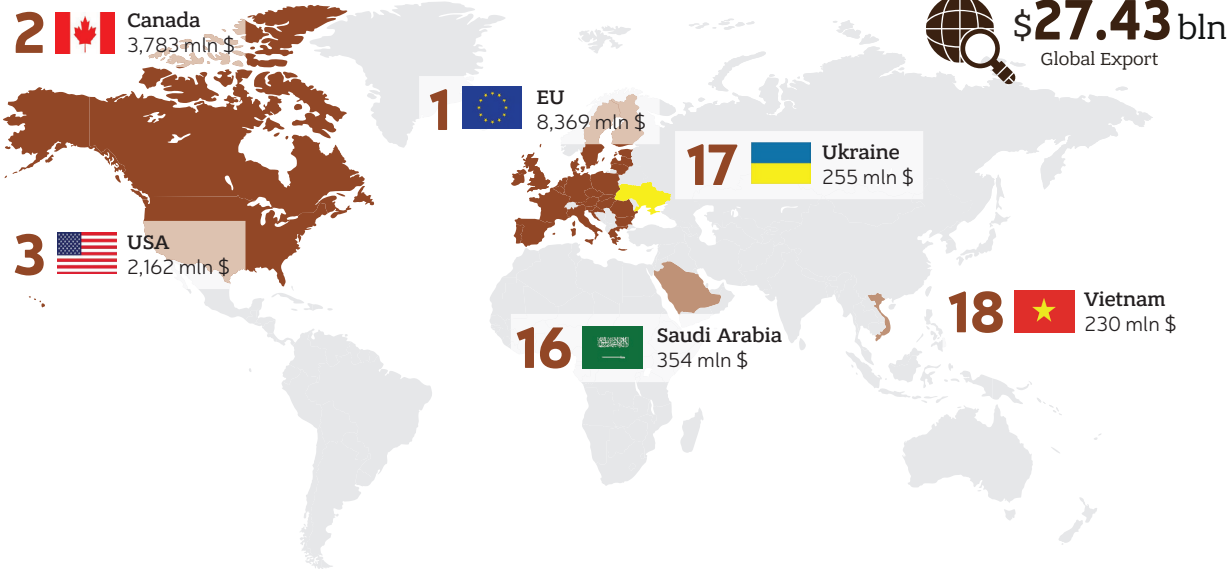 2
Canada
3,783 mln $
$27.43 bln
Global Export
1
EU
8,369 mln $
17
Ukraine
255 mln $
3
USA
2,162 mln $
18
Vietnam
230 mln $
16
Saudi Arabia
354 mln $